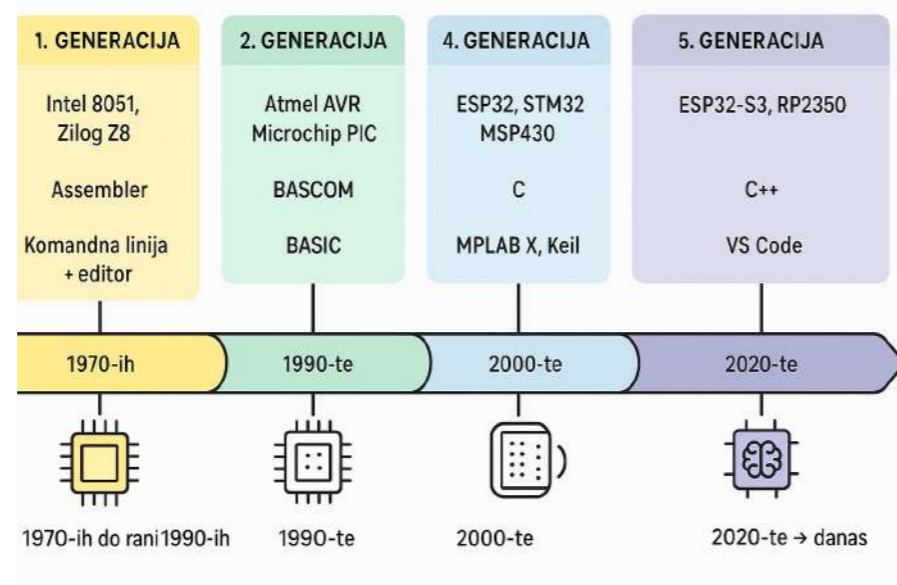 1. GENERACIJA
Intel 8051,
Zilog Z8
Assembler
Komandna linija
+ editor
2. GENERACIJA
Atmel AVR
Microchip PIC
BASCOM
BASIC
4. GENERACIJA
ESP32, STM32
MSP430
C
MPLAB X, Keil
5. GENERACIJA
ESP32-S3, RP2350
C++
VS Code
1970-ih
1990-te
2000-te
2020-te
1970-ih do rani 1990-ih
1990-te
2000-te
2020-te → danas